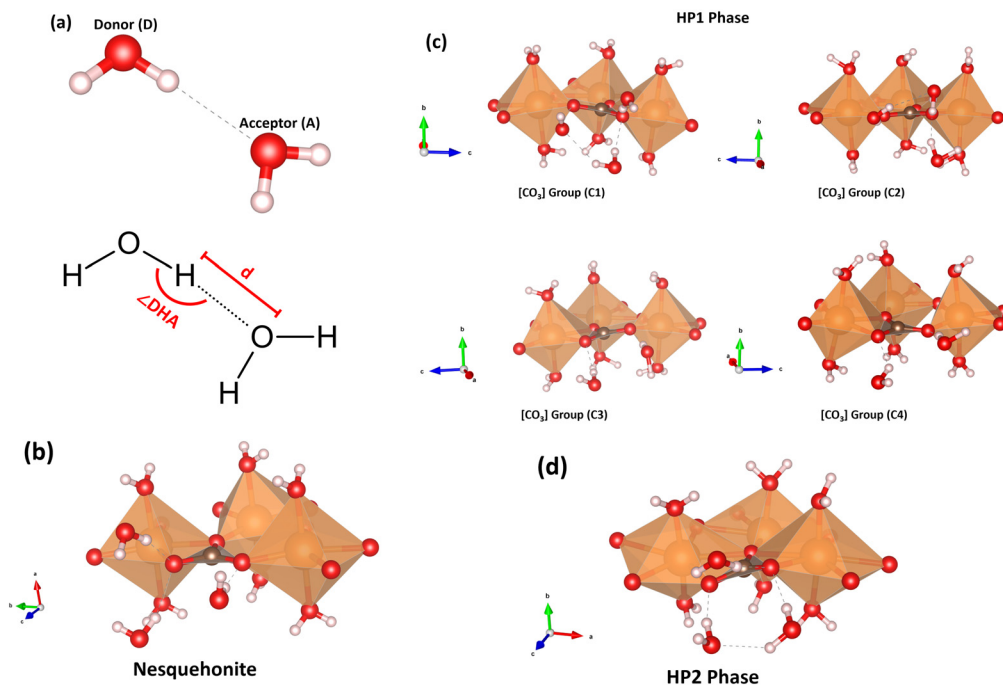 (a)
Donor (D)
Acceptor (A)
O
H
H
d
∠DHA
O
H
H
(b)
a
b
c
Nesquehonite
HP1 Phase
(c)
b
c
[CO₃] Group (C1)
b
c
a
[CO₃] Group (C2)
b
c
a
[CO₃] Group (C3)
b
a
c
[CO₃] Group (C4)
(d)
b
a
c
HP2 Phase